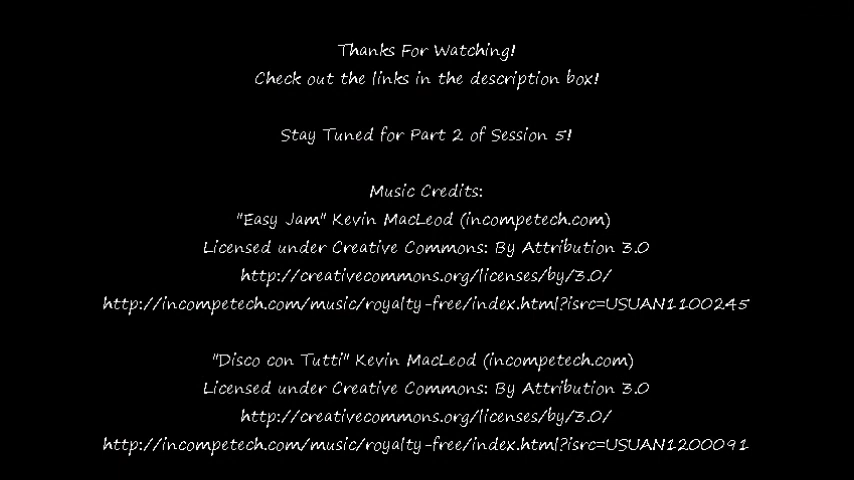 Thanks For Watching!
Check out the links in the description box!
Stay Tuned for Part 2 of Session 5!
Music Credits:
"Easy Jam" Kevin MacLeod (incompetech.com)
Licensed under Creative Commons: By Attribution 3.0
http://creativecommons.org/licenses/by/3.0/
http://incompetech.com/music/royalty-free/index.html?isrc=USUAN1100245
"Disco con Tutti" Kevin MacLeod (incompetech.com)
Licensed under Creative Commons: By Attribution 3.0
http://creativecommons.org/licenses/by/3.0/
http://incompetech.com/music/royalty-free/index.html?isrc=USUAN1200091